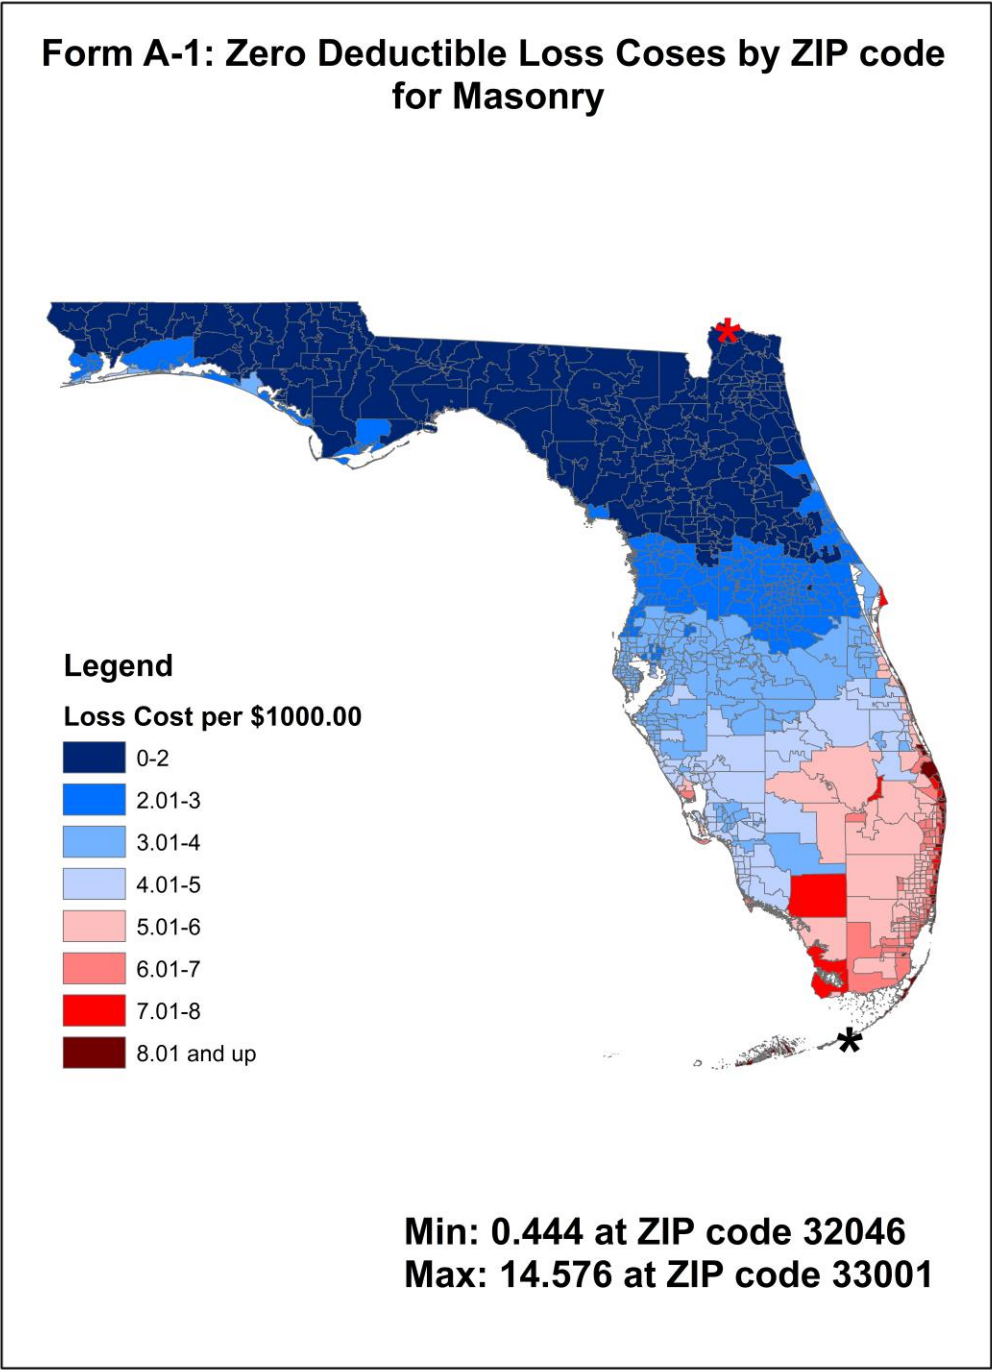 Form A-1: Zero Deductible Loss Coses by ZIP code
for Masonry
*
Legend
Loss Cost per $1000.00
0-2
2.01-3
3.01-4
4.01-5
5.01-6
6.01-7
7.01-8
8.01 and up
*
Min: 0.444 at ZIP code 32046
Max: 14.576 at ZIP code 33001